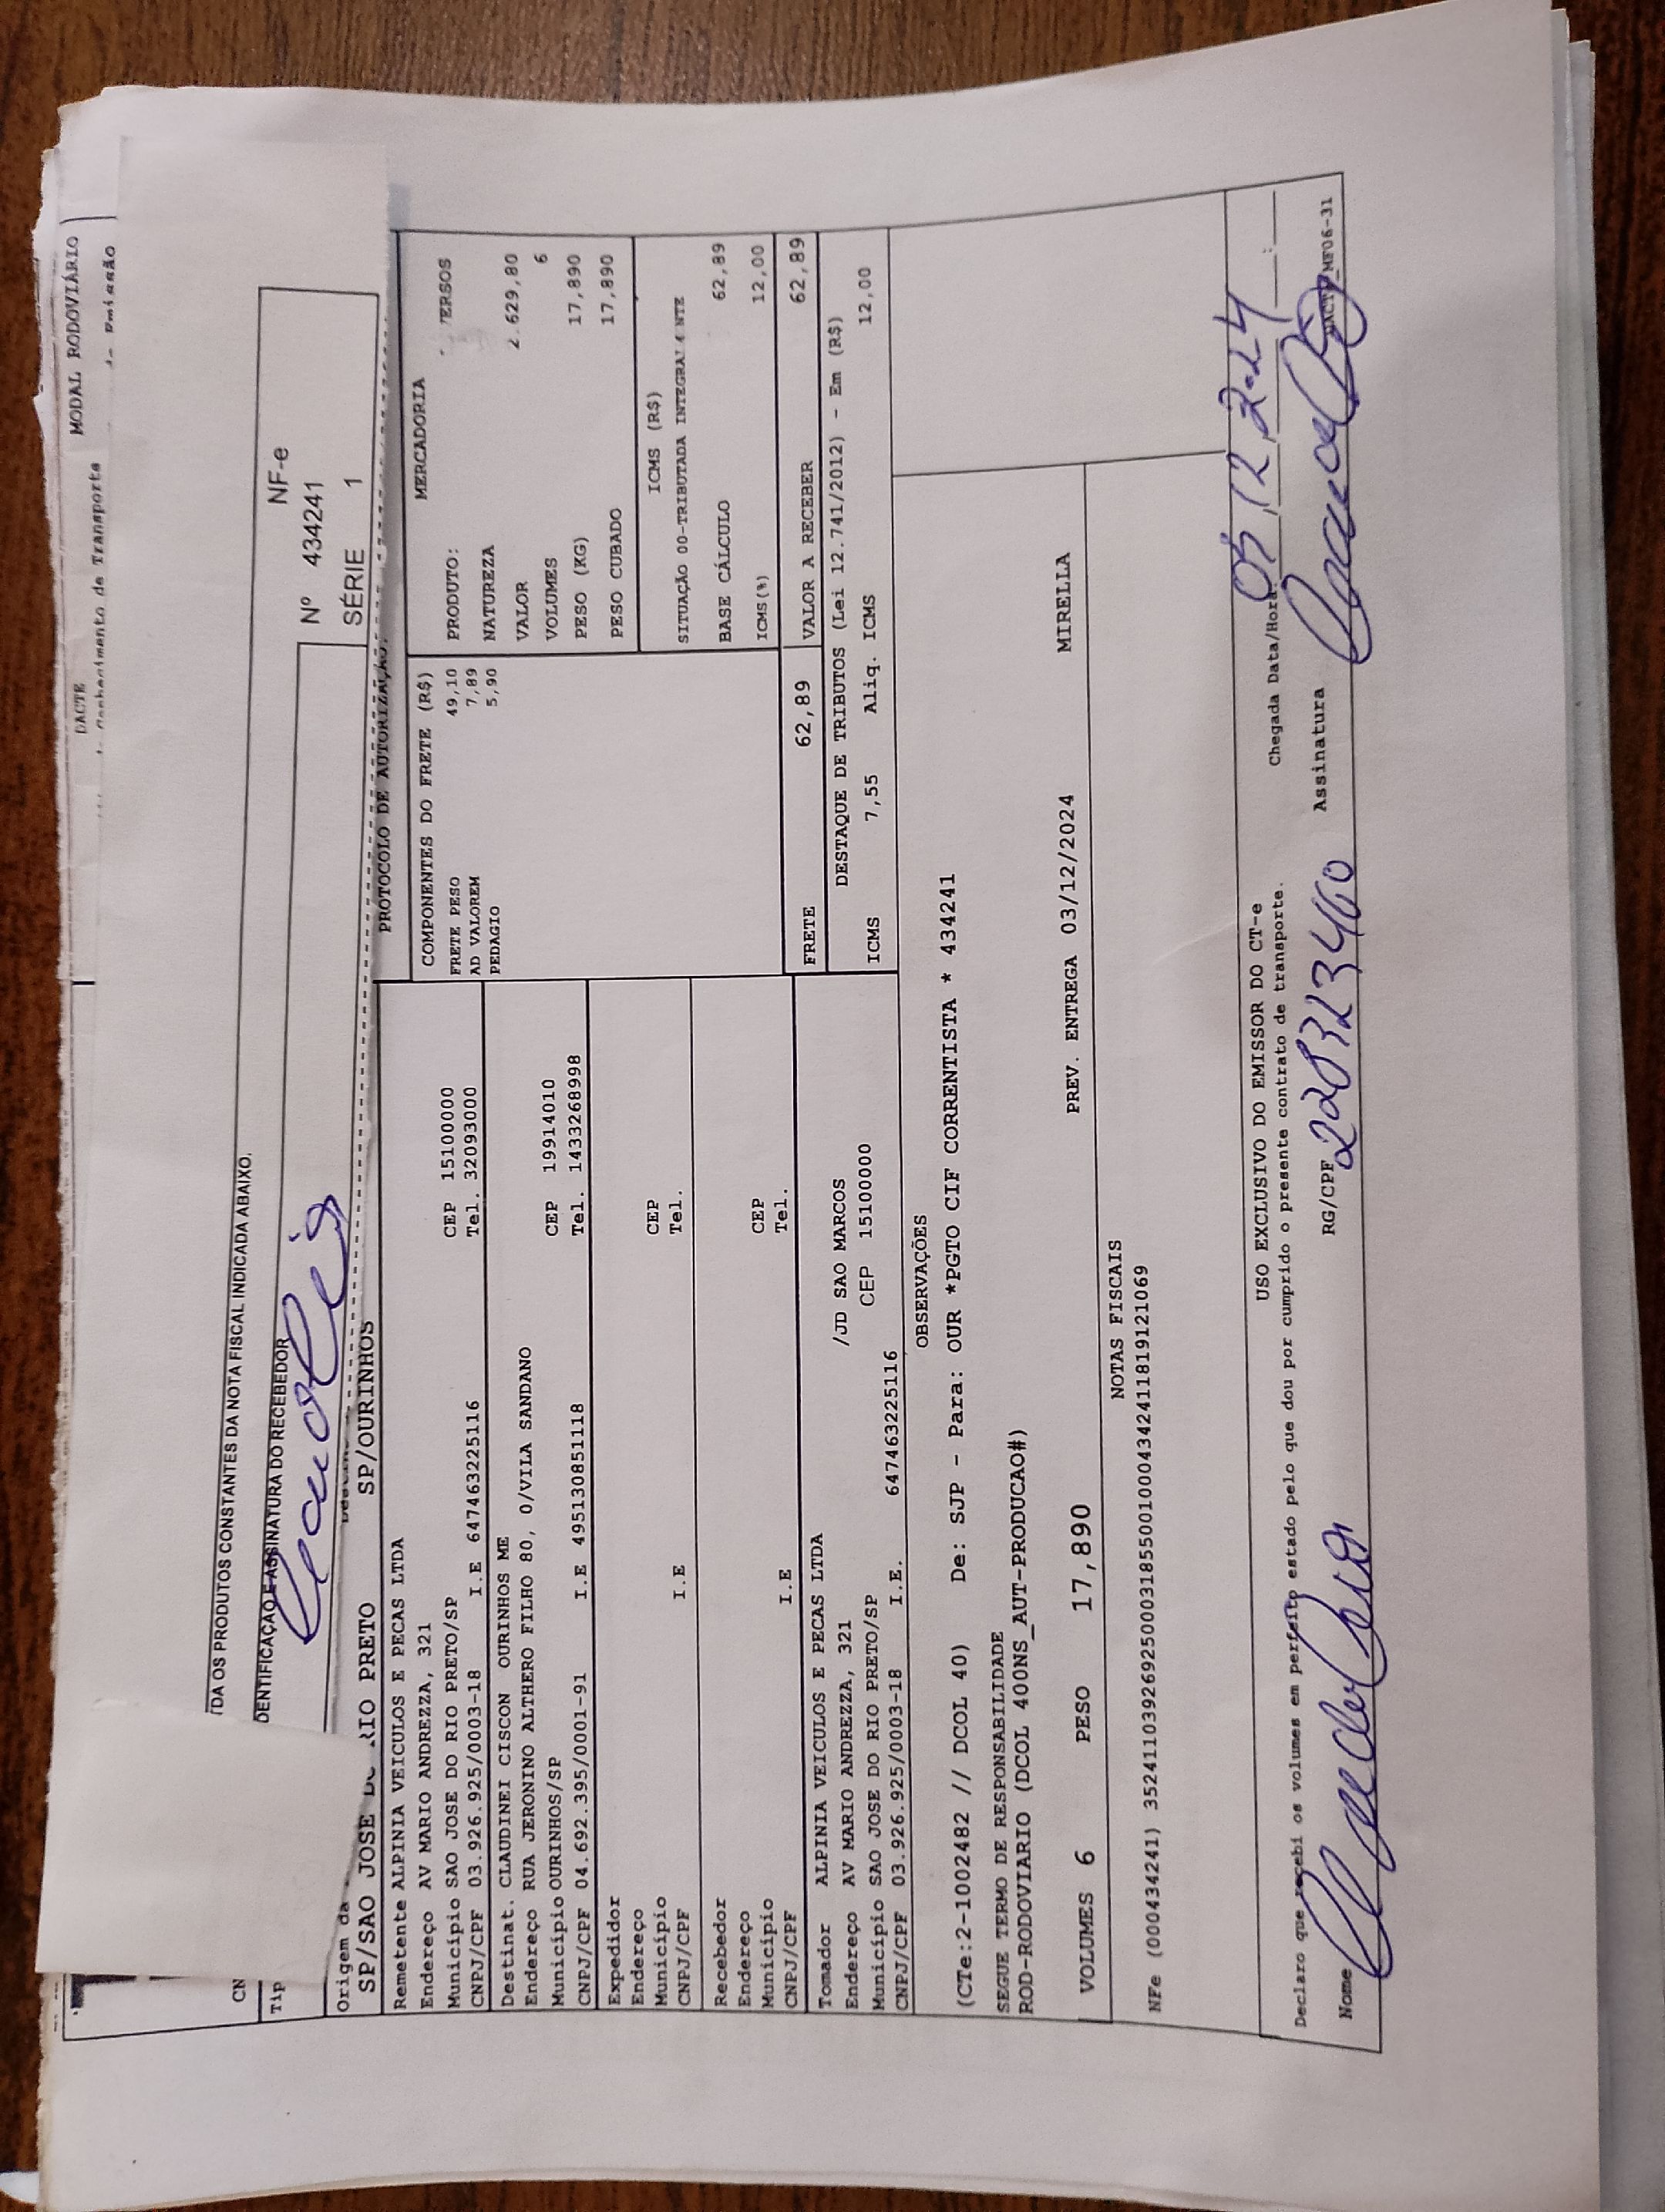 DACTE
MODAL RODOVIÁRIO
Conhecimento de Transporte
DA OS PRODUTOS CONSTANTES DA NOTA FISCAL INDICADA ABAIXO.
IDENTIFICAÇÃO E ASSINATURA DO RECEBEDOR
NF-e
Nº 434241
SÉRIE 1
CN
Tip
Origem da
PROTOCOLO DE AUTORIZAÇÃO
SP/SAO JOSE DO RIO PRETO SP/OURINHOS
Remetente ALPINIA VEICULOS E PECAS LTDA
Endereço AV MARIO ANDREZZA, 321
Município SAO JOSE DO RIO PRETO/SP CEP 15100000
CNPJ/CPF 03.926.925/0003-18 I.E 647463225116 Tel. 32093000
Destinat. CLAUDINEI CISCON OURINHOS ME
Endereço RUA JERONINO ALTHERO FILHO 80, 0/VILA SANDANO
Município OURINHOS/SP CEP 19914010
CNPJ/CPF 04.692.395/0001-91 I.E 495130851118 Tel. 1433268998
Expedidor
Endereço
Município CEP
CNPJ/CPF I.E Tel.
Recebedor
Endereço
Município CEP
CNPJ/CPF I.E Tel.
Tomador ALPINIA VEICULOS E PECAS LTDA
Endereço AV MARIO ANDREZZA, 321 /JD SAO MARCOS
Município SAO JOSE DO RIO PRETO/SP CEP 15100000
CNPJ/CPF 03.926.925/0003-18 I.E. 647463225116
COMPONENTES DO FRETE (R$)
FRETE PESO 49,10
AD VALOREM 7,89
PEDAGIO 5,90
MERCADORIA
PRODUTO:
NATUREZA
VALOR 2.629,80
VOLUMES 6
PESO (KG) 17,890
PESO CUBADO 17,890
ICMS (R$)
SITUAÇÃO 00-TRIBUTADA
BASE CÁLCULO 62,89
ICMS(%) 12,00
FRETE 62,89 VALOR A RECEBER 62,89
DESTAQUE DE TRIBUTOS (Lei 12.741/2012) - Em (R$)
ICMS 7,55 Aliq. ICMS 12,00
OBSERVAÇÕES
(CTe:2-1002482 // DCOL 40) De: SJP - Para: OUR *PGTO CIF CORRENTISTA * 434241
SEGUE TERMO DE RESPONSABILIDADE
ROD-RODOVIARIO (DCOL 400NS_AUT-PRODUCAO#)
VOLUMES 6 PESO 17,890 PREV. ENTREGA 03/12/2024 MIRELLA
NOTAS FISCAIS
NFe (000434241) 35241103926925000318550010004342411819121069
USO EXCLUSIVO DO EMISSOR DO CT-e
Declaro que recebi os volumes em perfeito estado pelo que dou por cumprido o presente contrato de transporte. Chegada Data/Hora
Nome RG/CPF Assinatura